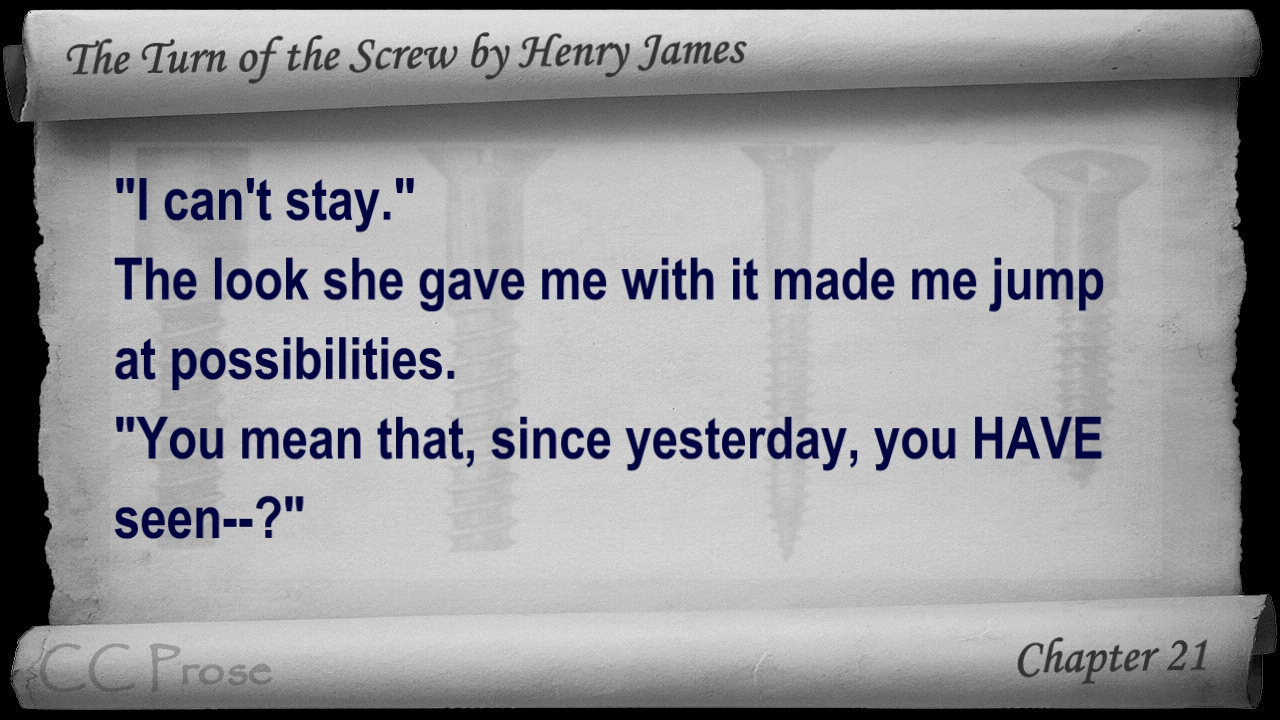 The Turn of the Screw by Henry James
"I can't stay."
The look she gave me with it made me jump
at possibilities.
"You mean that, since yesterday, you HAVE
seen--?"
CC Prose
Chapter 21